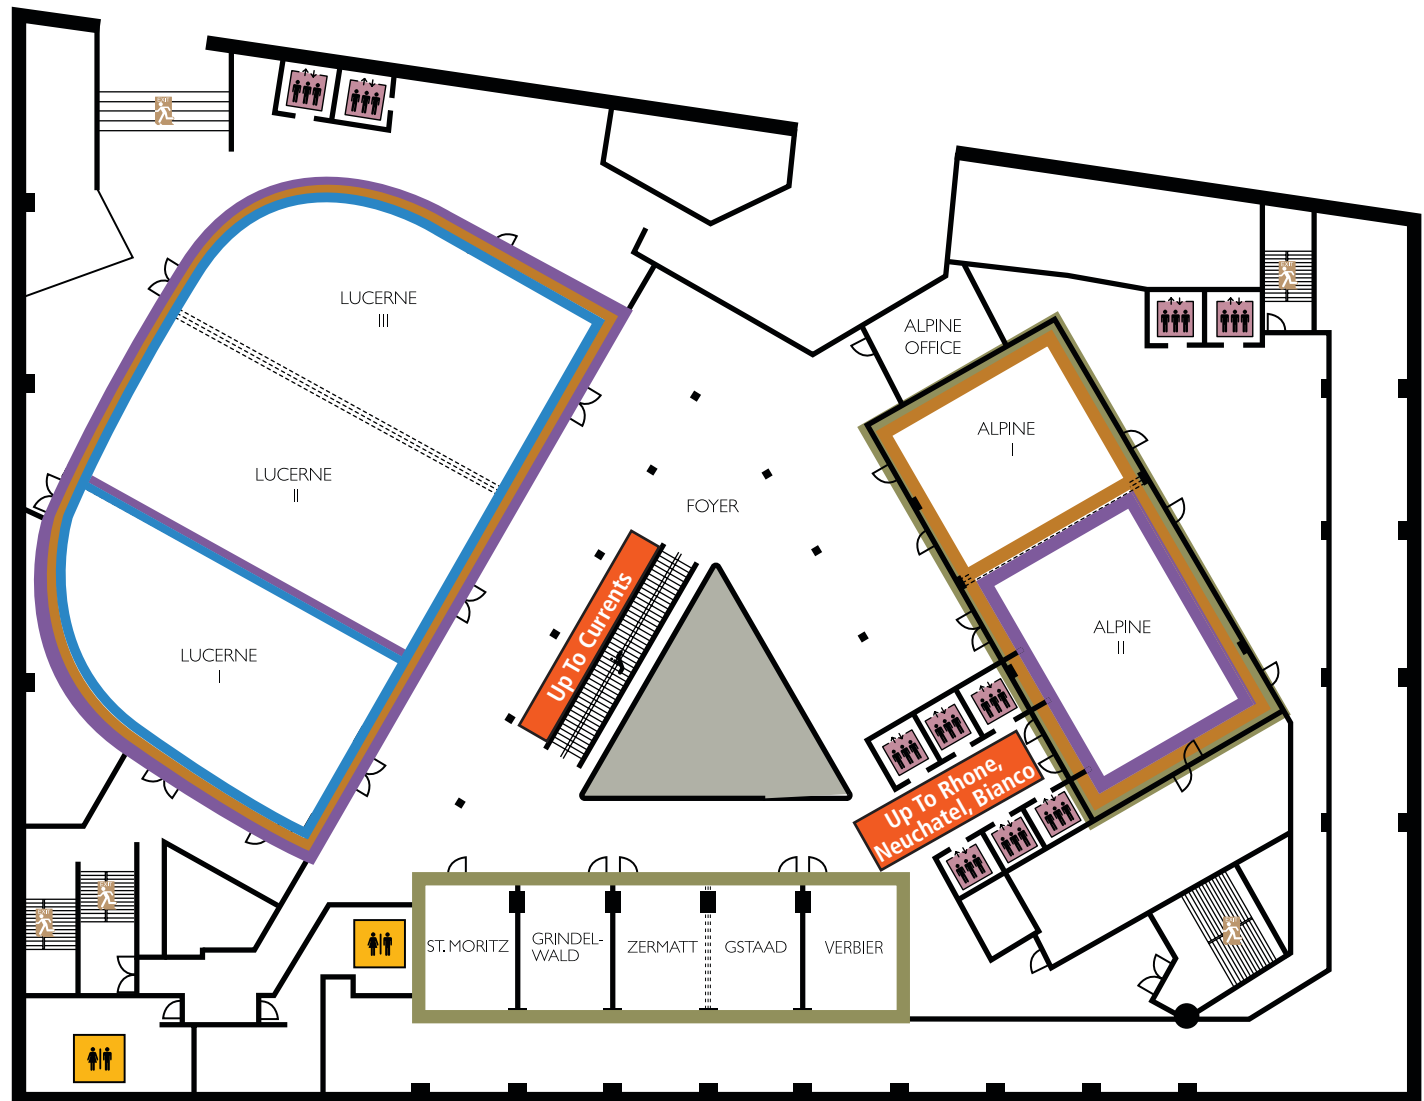 LUCERNE
III
ALPINE
OFFICE
ALPINE
I
LUCERNE
II
FOYER
Up To Currents
LUCERNE
I
ALPINE
II
Up To Rhone,
Neuchatel, Bianco
ST. MORITZ
GRINDEL-
WALD
ZERMATT
GSTAAD
VERBIER